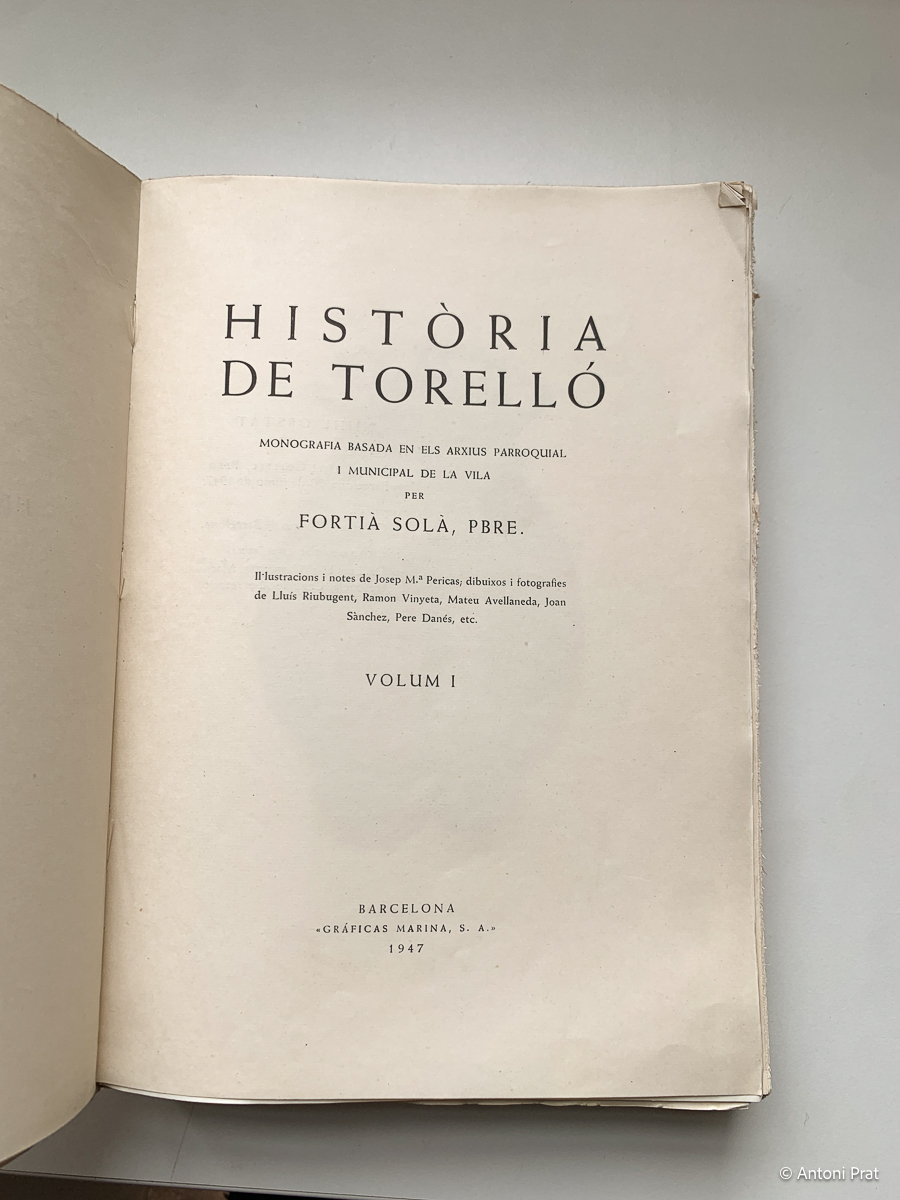 HISTÒRIA
DE TORELLÓ
MONOGRAFIA BASADA EN ELS ARXIUS PARROQUIAL
I MUNICIPAL DE LA VILA
PER
FORTIÀ SOLÀ, PBRE.
Il·lustracions i notes de Josep M.ª Pericas; dibuixos i fotografies
de Lluís Riubugent, Ramon Vinyeta, Mateu Avellaneda, Joan
Sànchez, Pere Danés, etc.
VOLUM I
BARCELONA
«GRÁFICAS MARINA, S. A.»
1947
© Antoni Prat